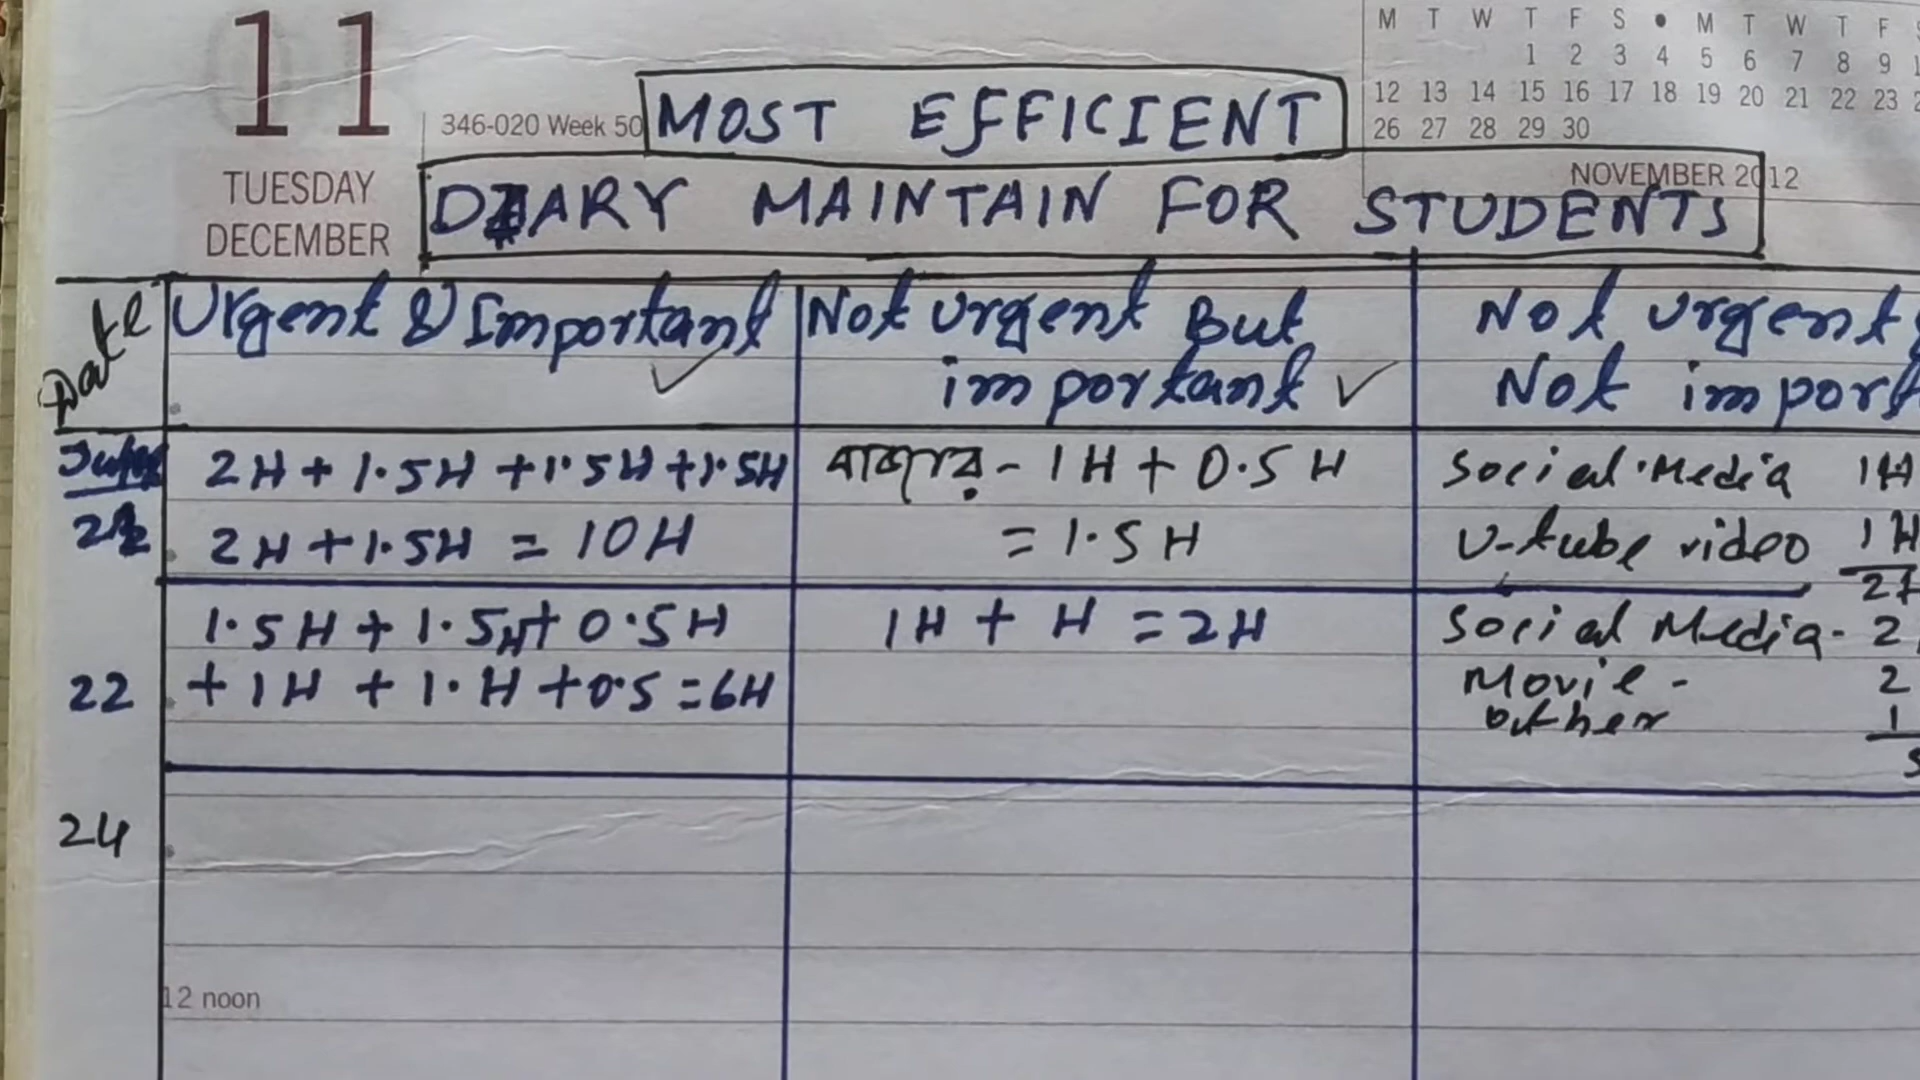 11
TUESDAY
DECEMBER
346-020 Week 50
M T W T F S • M T W T F
1 2 3 4 5 6 7 8 9
12 13 14 15 16 17 18 19 20 21 22 23
26 27 28 29 30
NOVEMBER 2012
MOST EFFICIENT
DIARY MAINTAIN FOR STUDENTS
Date
Urgent & Important
Not urgent But
important
Not urgent
Not import
2H + 1.5H + 1.5H + 1.5H
2H + 1.5H = 10H
বাজার - 1H + 0.5H
= 1.5H
Social Media 1H
U-tube video 1H
2H
22
1.5H + 1.5H + 0.5H
+ 1H + 1.H + 0.5 = 6H
1H + H = 2H
Social Media - 2
Movie - 2
other 1
5
24
12 noon